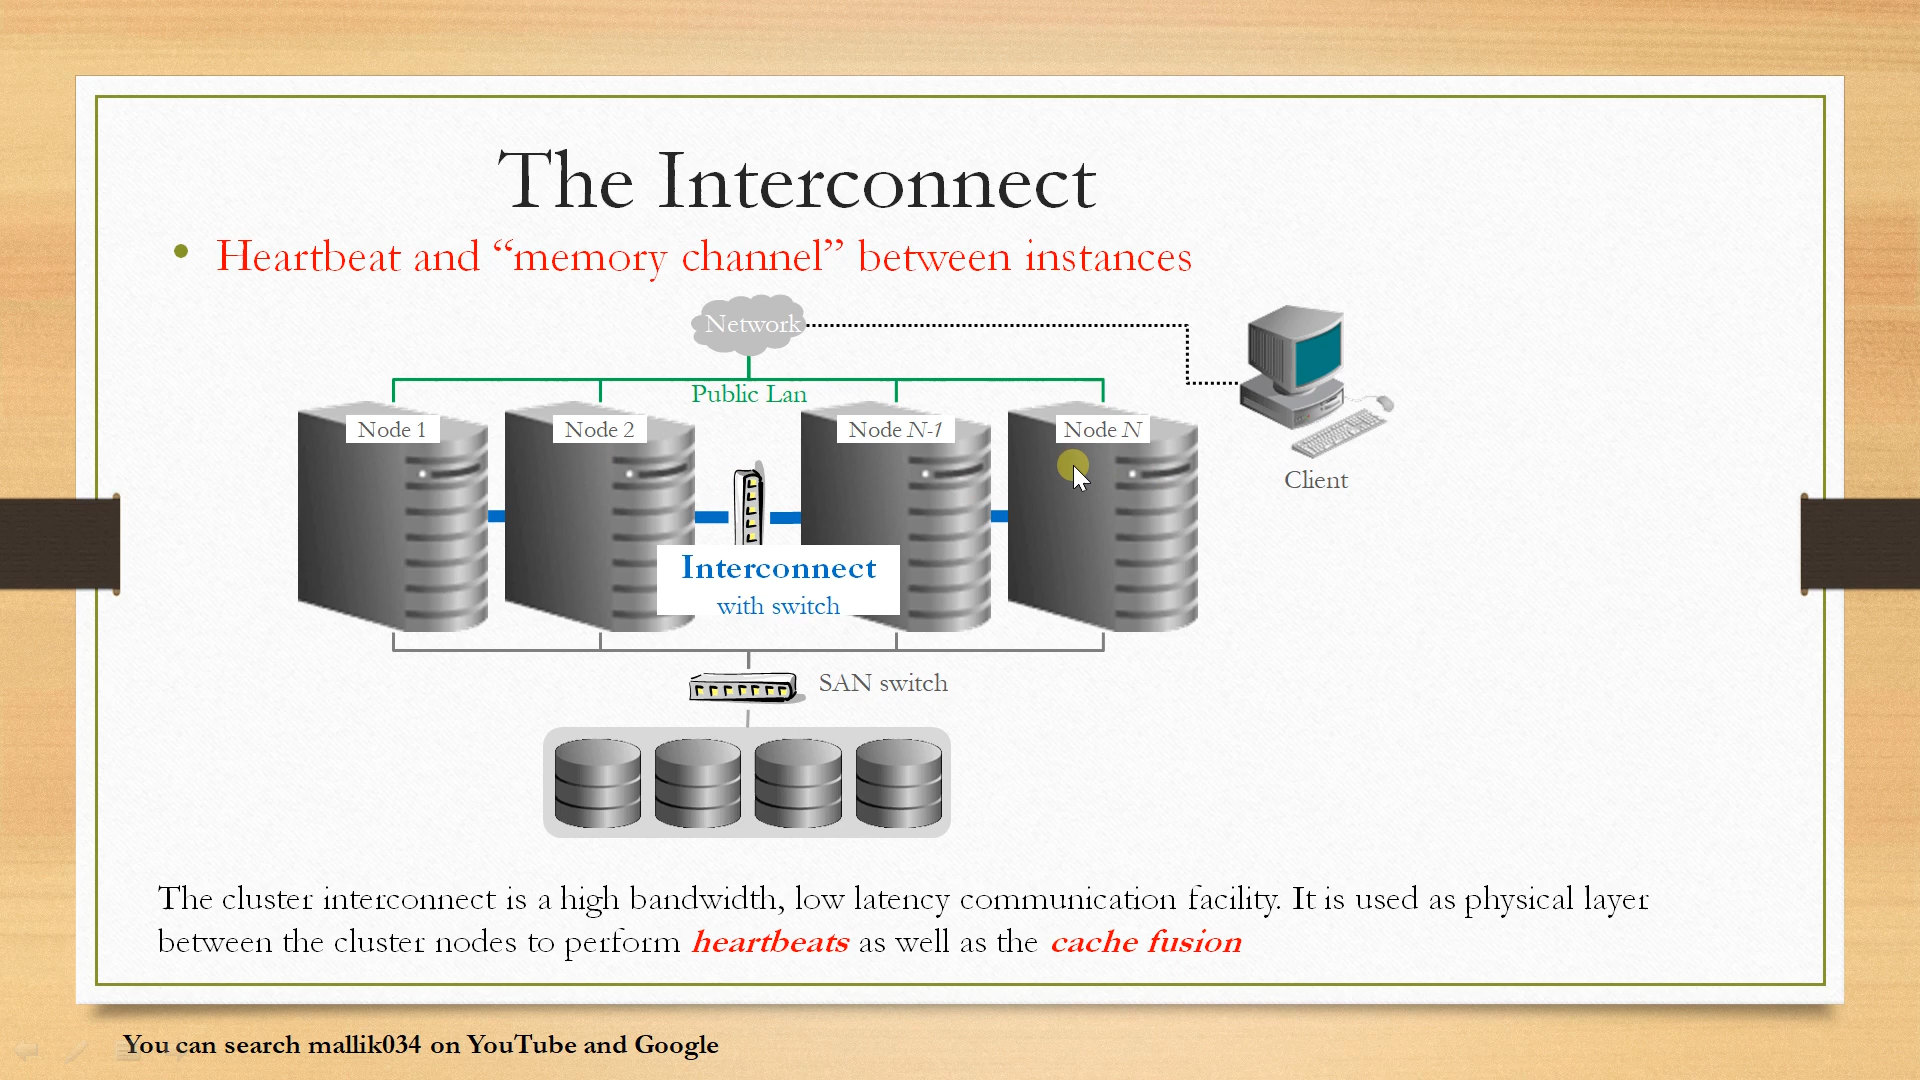 The Interconnect
• Heartbeat and “memory channel” between instances
Network
Public Lan
Node 1
Node 2
Node N-1
Node N
Client
Interconnect
with switch
SAN switch
The cluster interconnect is a high bandwidth, low latency communication facility. It is used as physical layer
between the cluster nodes to perform heartbeats as well as the cache fusion
You can search mallik034 on YouTube and Google